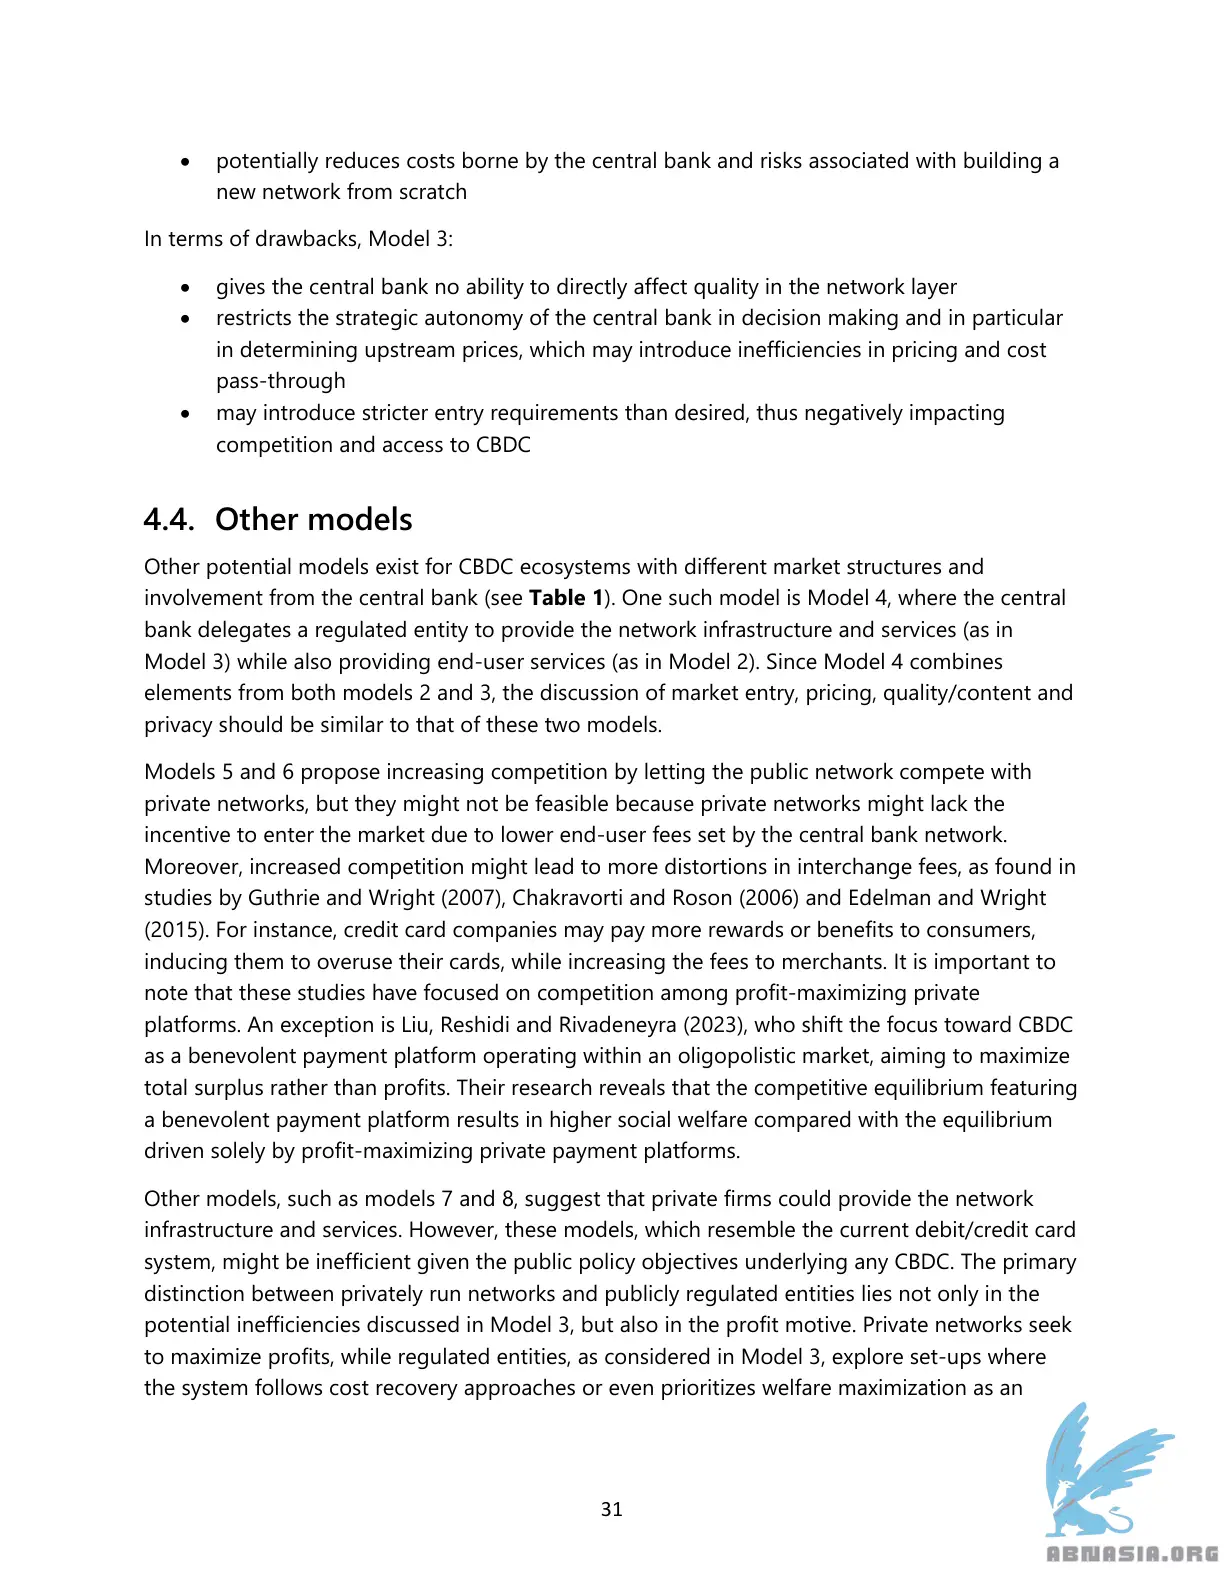 • potentially reduces costs borne by the central bank and risks associated with building a
new network from scratch
In terms of drawbacks, Model 3:
• gives the central bank no ability to directly affect quality in the network layer
• restricts the strategic autonomy of the central bank in decision making and in particular
in determining upstream prices, which may introduce inefficiencies in pricing and cost
pass-through
• may introduce stricter entry requirements than desired, thus negatively impacting
competition and access to CBDC
4.4. Other models
Other potential models exist for CBDC ecosystems with different market structures and
involvement from the central bank (see Table 1). One such model is Model 4, where the central
bank delegates a regulated entity to provide the network infrastructure and services (as in
Model 3) while also providing end-user services (as in Model 2). Since Model 4 combines
elements from both models 2 and 3, the discussion of market entry, pricing, quality/content and
privacy should be similar to that of these two models.
Models 5 and 6 propose increasing competition by letting the public network compete with
private networks, but they might not be feasible because private networks might lack the
incentive to enter the market due to lower end-user fees set by the central bank network.
Moreover, increased competition might lead to more distortions in interchange fees, as found in
studies by Guthrie and Wright (2007), Chakravorti and Roson (2006) and Edelman and Wright
(2015). For instance, credit card companies may pay more rewards or benefits to consumers,
inducing them to overuse their cards, while increasing the fees to merchants. It is important to
note that these studies have focused on competition among profit-maximizing private
platforms. An exception is Liu, Reshidi and Rivadeneyra (2023), who shift the focus toward CBDC
as a benevolent payment platform operating within an oligopolistic market, aiming to maximize
total surplus rather than profits. Their research reveals that the competitive equilibrium featuring
a benevolent payment platform results in higher social welfare compared with the equilibrium
driven solely by profit-maximizing private payment platforms.
Other models, such as models 7 and 8, suggest that private firms could provide the network
infrastructure and services. However, these models, which resemble the current debit/credit card
system, might be inefficient given the public policy objectives underlying any CBDC. The primary
distinction between privately run networks and publicly regulated entities lies not only in the
potential inefficiencies discussed in Model 3, but also in the profit motive. Private networks seek
to maximize profits, while regulated entities, as considered in Model 3, explore set-ups where
the system follows cost recovery approaches or even prioritizes welfare maximization as an
31
ABNASIA.ORG